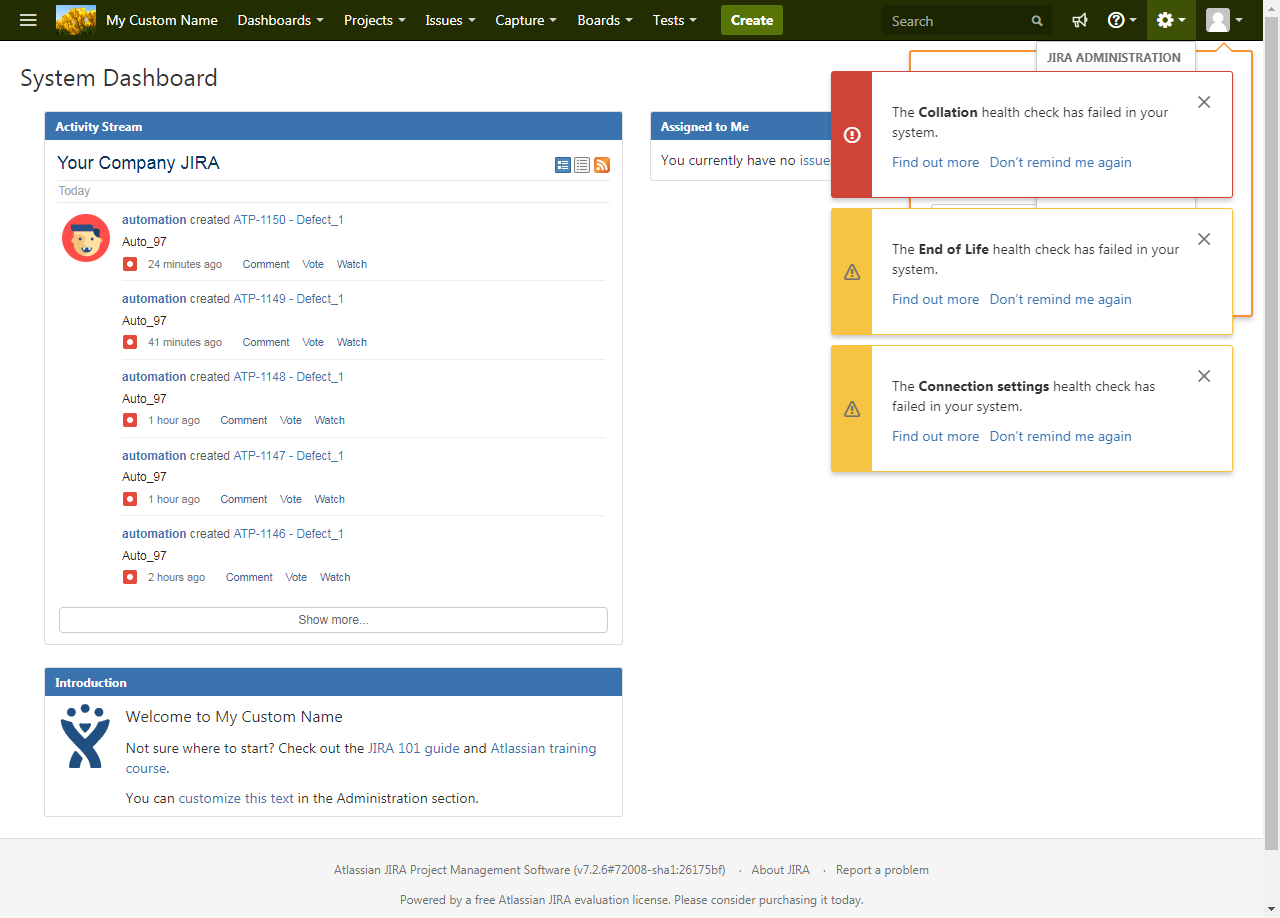 My Custom Name Dashboards Projects Issues Capture Boards Tests Create Search
JIRA ADMINISTRATION
System Dashboard
Activity Stream
Your Company JIRA
Today
automation created ATP-1150 - Defect_1
Auto_97
24 minutes ago Comment Vote Watch
automation created ATP-1149 - Defect_1
Auto_97
41 minutes ago Comment Vote Watch
automation created ATP-1148 - Defect_1
Auto_97
1 hour ago Comment Vote Watch
automation created ATP-1147 - Defect_1
Auto_97
1 hour ago Comment Vote Watch
automation created ATP-1146 - Defect_1
Auto_97
2 hours ago Comment Vote Watch
Show more...
Introduction
Welcome to My Custom Name
Not sure where to start? Check out the JIRA 101 guide and Atlassian training
course.
You can customize this text in the Administration section.
Assigned to Me
You currently have no issue
The Collation health check has failed in your
system.
Find out more Don't remind me again
The End of Life health check has failed in your
system.
Find out more Don't remind me again
The Connection settings health check has
failed in your system.
Find out more Don't remind me again
Atlassian JIRA Project Management Software (v7.2.6#72008-sha1:26175bf) · About JIRA · Report a problem
Powered by a free Atlassian JIRA evaluation license. Please consider purchasing it today.